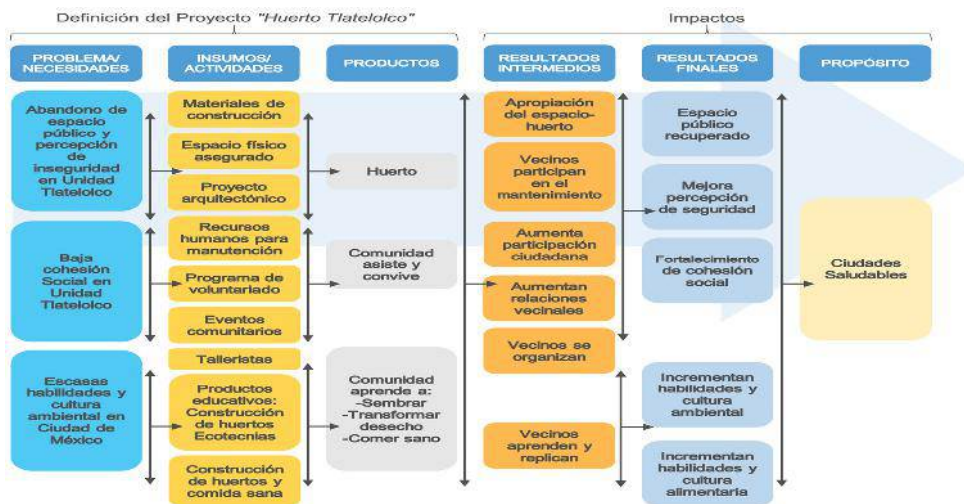 Definición del Proyecto "Huerto Tlatelolco"
Impactos
PROBLEMA/
NECESIDADES
INSUMOS/
ACTIVIDADES
PRODUCTOS
RESULTADOS
INTERMEDIOS
RESULTADOS
FINALES
PROPÓSITO
Abandono de
espacio
público y
percepción
de
inseguridad
en Unidad
Tlatelolco
Baja
cohesión
Social en
Unidad
Tlatelolco
Escasas
habilidades y
cultura
ambiental en
Ciudad de
México
Materiales de
construcción
Espacio físico
asegurado
Proyecto
arquitectónico
Recursos
humanos para
manutención
Programa de
voluntariado
Eventos
comunitarios
Talleristas
Productos
educativos:
Construcción
de huertos
Ecotecnias
Construcción
de huertos y
comida sana
Huerto
Comunidad
asiste y
convive
Comunidad
aprende a:
-Sembrar
-Transformar
desecho
-Comer sano
Apropiación
del espacio-
huerto
Vecinos
participan
en el
mantenimiento
Aumenta
participación
ciudadana
Aumentan
relaciones
vecinales
Vecinos se
organizan
Vecinos
aprenden y
replican
Espacio
público
recuperado
Mejora
percepción de
seguridad
Fortalecimiento
de cohesión
social
Incrementan
habilidades y
cultura
ambiental
Incrementan
habilidades y
cultura
alimentaria
Ciudades
Saludables